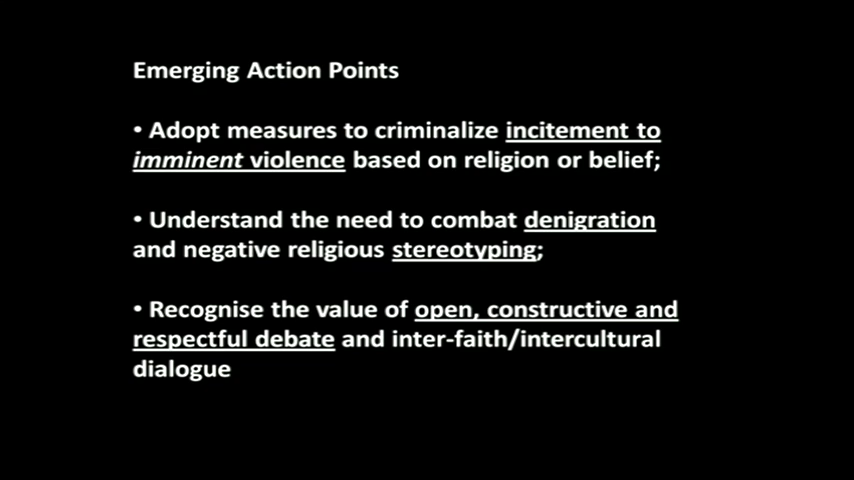 Emerging Action Points
• Adopt measures to criminalize incitement to
imminent violence based on religion or belief;
• Understand the need to combat denigration
and negative religious stereotyping;
• Recognise the value of open, constructive and
respectful debate and inter-faith/intercultural
dialogue